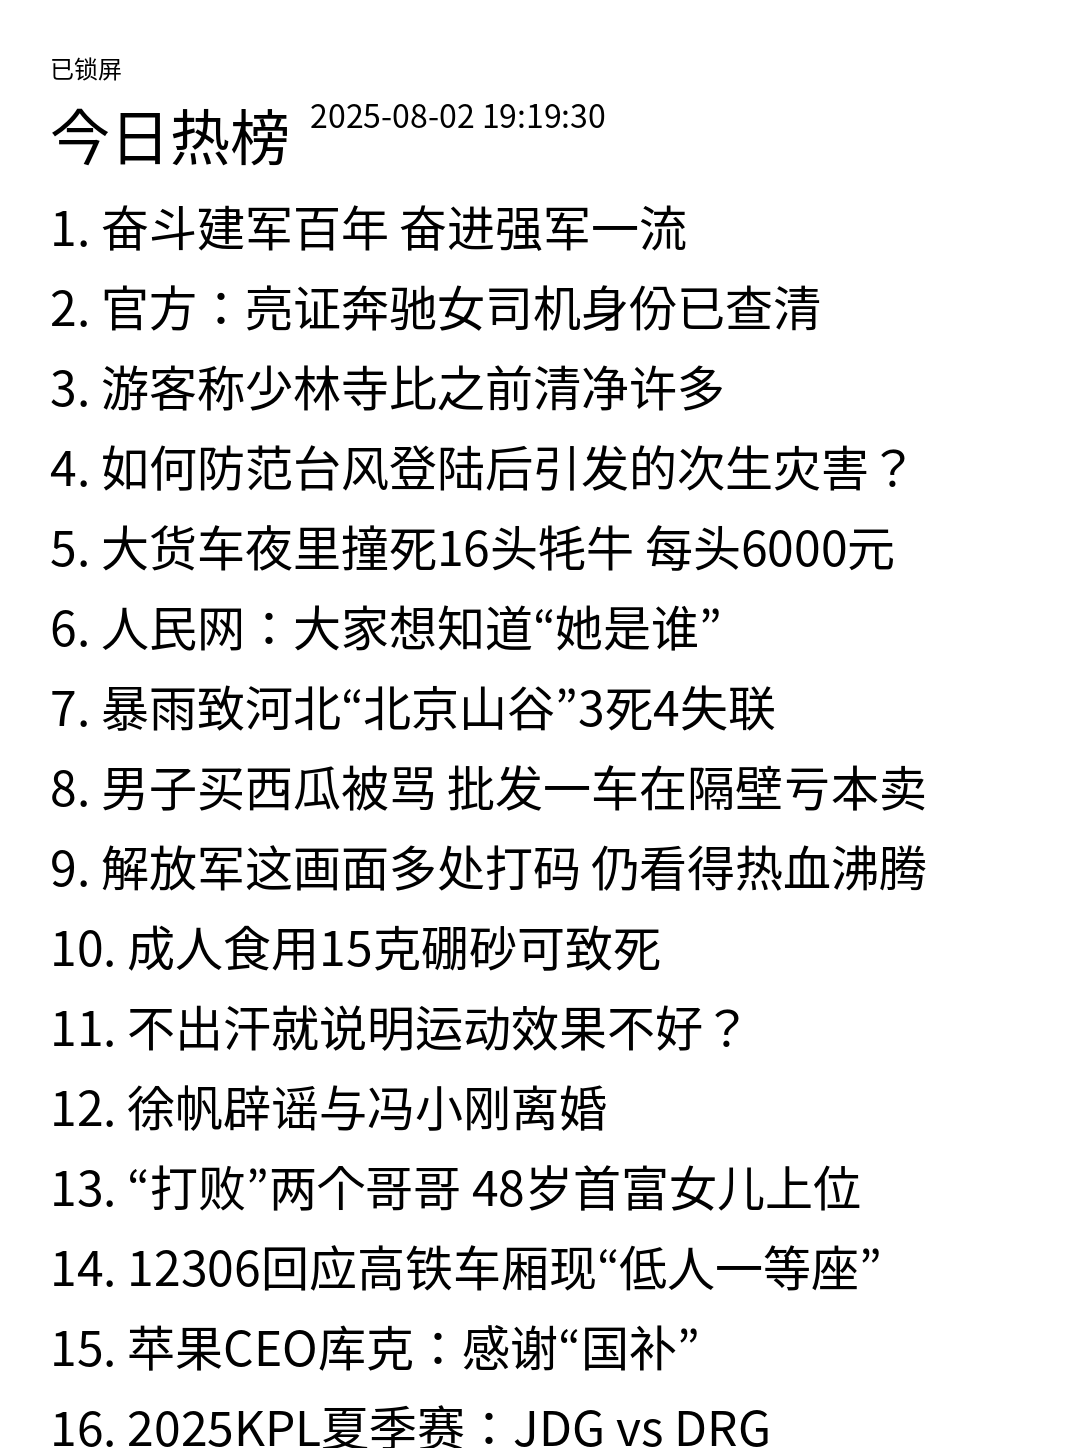 已锁屏
今日热榜 2025-08-02 19:19:30
1. 奋斗建军百年 奋进强军一流
2. 官方：亮证奔驰女司机身份已查清
3. 游客称少林寺比之前清净许多
4. 如何防范台风登陆后引发的次生灾害？
5. 大货车夜里撞死16头牦牛 每头6000元
6. 人民网：大家想知道“她是谁”
7. 暴雨致河北“北京山谷”3死4失联
8. 男子买西瓜被骂 批发一车在隔壁亏本卖
9. 解放军这画面多处打码 仍看得热血沸腾
10. 成人食用15克硼砂可致死
11. 不出汗就说明运动效果不好？
12. 徐帆辟谣与冯小刚离婚
13. “打败”两个哥哥 48岁首富女儿上位
14. 12306回应高铁车厢现“低人一等座”
15. 苹果CEO库克：感谢“国补”
16. 2025KPL夏季赛：JDG vs DRG